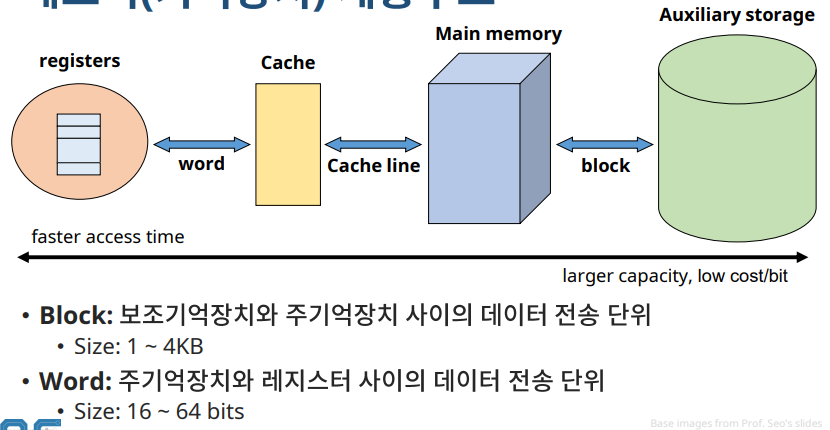 Auxiliary storage
Main memory
registers
Cache
word
Cache line
block
faster access time
larger capacity, low cost/bit
• Block: 보조기억장치와 주기억장치 사이의 데이터 전송 단위
• Size: 1 ~ 4KB
• Word: 주기억장치와 레지스터 사이의 데이터 전송 단위
• Size: 16 ~ 64 bits
Base images from Prof. Seo's slides